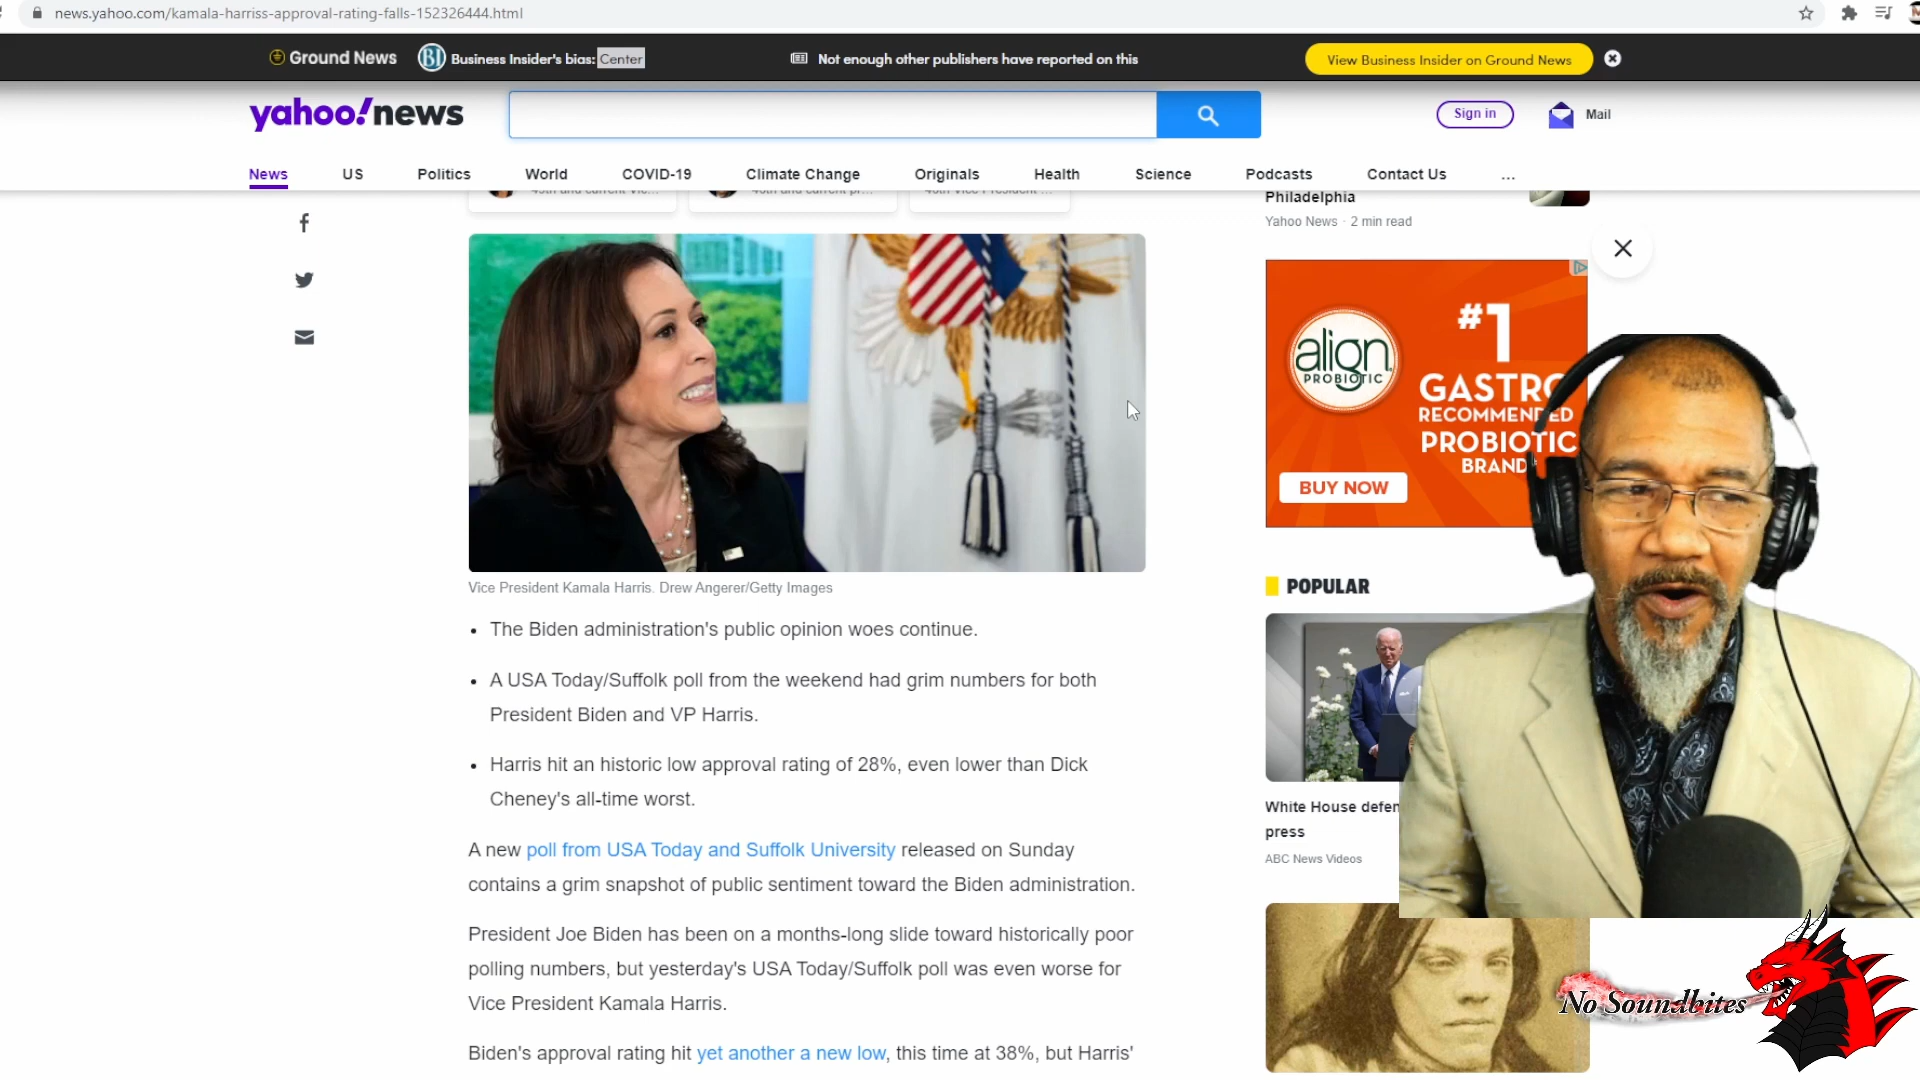 news.yahoo.com/kamala-harriss-approval-rating-falls-152326444.html
Ground News
BI
Business Insider's bias: Center
Not enough other publishers have reported on this
View Business Insider on Ground News
yahoo!news
Sign in
Mail
News
US
Politics
World
COVID-19
Climate Change
Originals
Health
Science
Podcasts
Contact Us
...
Philadelphia
Yahoo News · 2 min read
align
PROBIOTIC
#1
GASTRO
RECOMMENDED
PROBIOTIC
BRAND
BUY NOW
Vice President Kamala Harris. Drew Angerer/Getty Images
• The Biden administration's public opinion woes continue.
• A USA Today/Suffolk poll from the weekend had grim numbers for both
President Biden and VP Harris.
• Harris hit an historic low approval rating of 28%, even lower than Dick
Cheney's all-time worst.
A new poll from USA Today and Suffolk University released on Sunday
contains a grim snapshot of public sentiment toward the Biden administration.
President Joe Biden has been on a months-long slide toward historically poor
polling numbers, but yesterday's USA Today/Suffolk poll was even worse for
Vice President Kamala Harris.
Biden's approval rating hit yet another a new low, this time at 38%, but Harris'
POPULAR
White House defen
press
ABC News Videos
No Soundbites